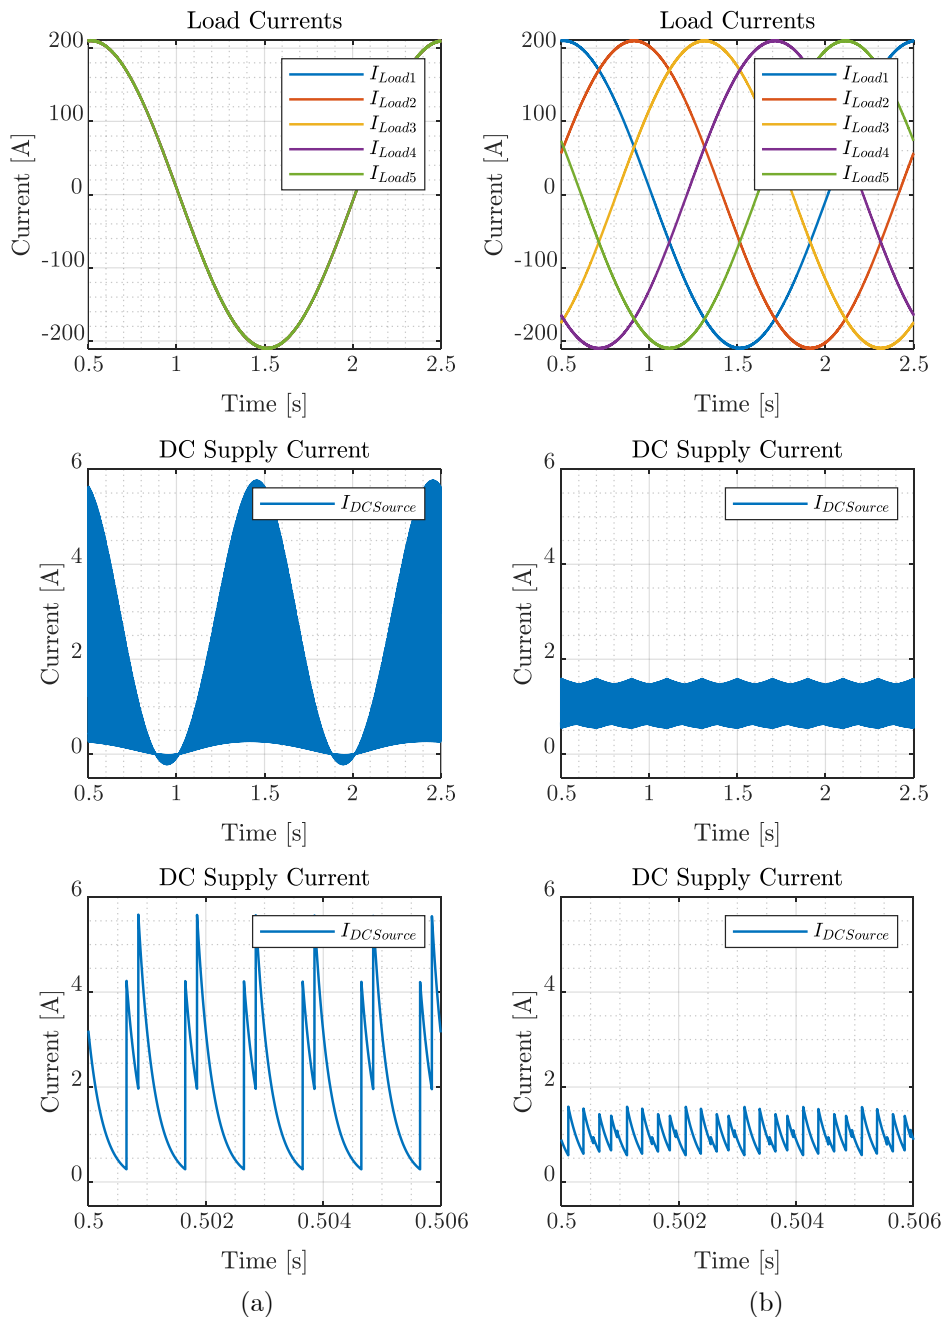 Load Currents
200
100
0
-100
-200
Current [A]
I_Load1
I_Load2
I_Load3
I_Load4
I_Load5
0.5 1 1.5 2 2.5
Time [s]
Load Currents
200
100
0
-100
-200
Current [A]
I_Load1
I_Load2
I_Load3
I_Load4
I_Load5
0.5 1 1.5 2 2.5
Time [s]
DC Supply Current
6
4
2
0
Current [A]
I_DCSource
0.5 1 1.5 2 2.5
Time [s]
DC Supply Current
6
4
2
0
Current [A]
I_DCSource
0.5 1 1.5 2 2.5
Time [s]
DC Supply Current
6
4
2
0
Current [A]
I_DCSource
0.5 0.502 0.504 0.506
Time [s]
DC Supply Current
6
4
2
0
Current [A]
I_DCSource
0.5 0.502 0.504 0.506
Time [s]
(a)
(b)